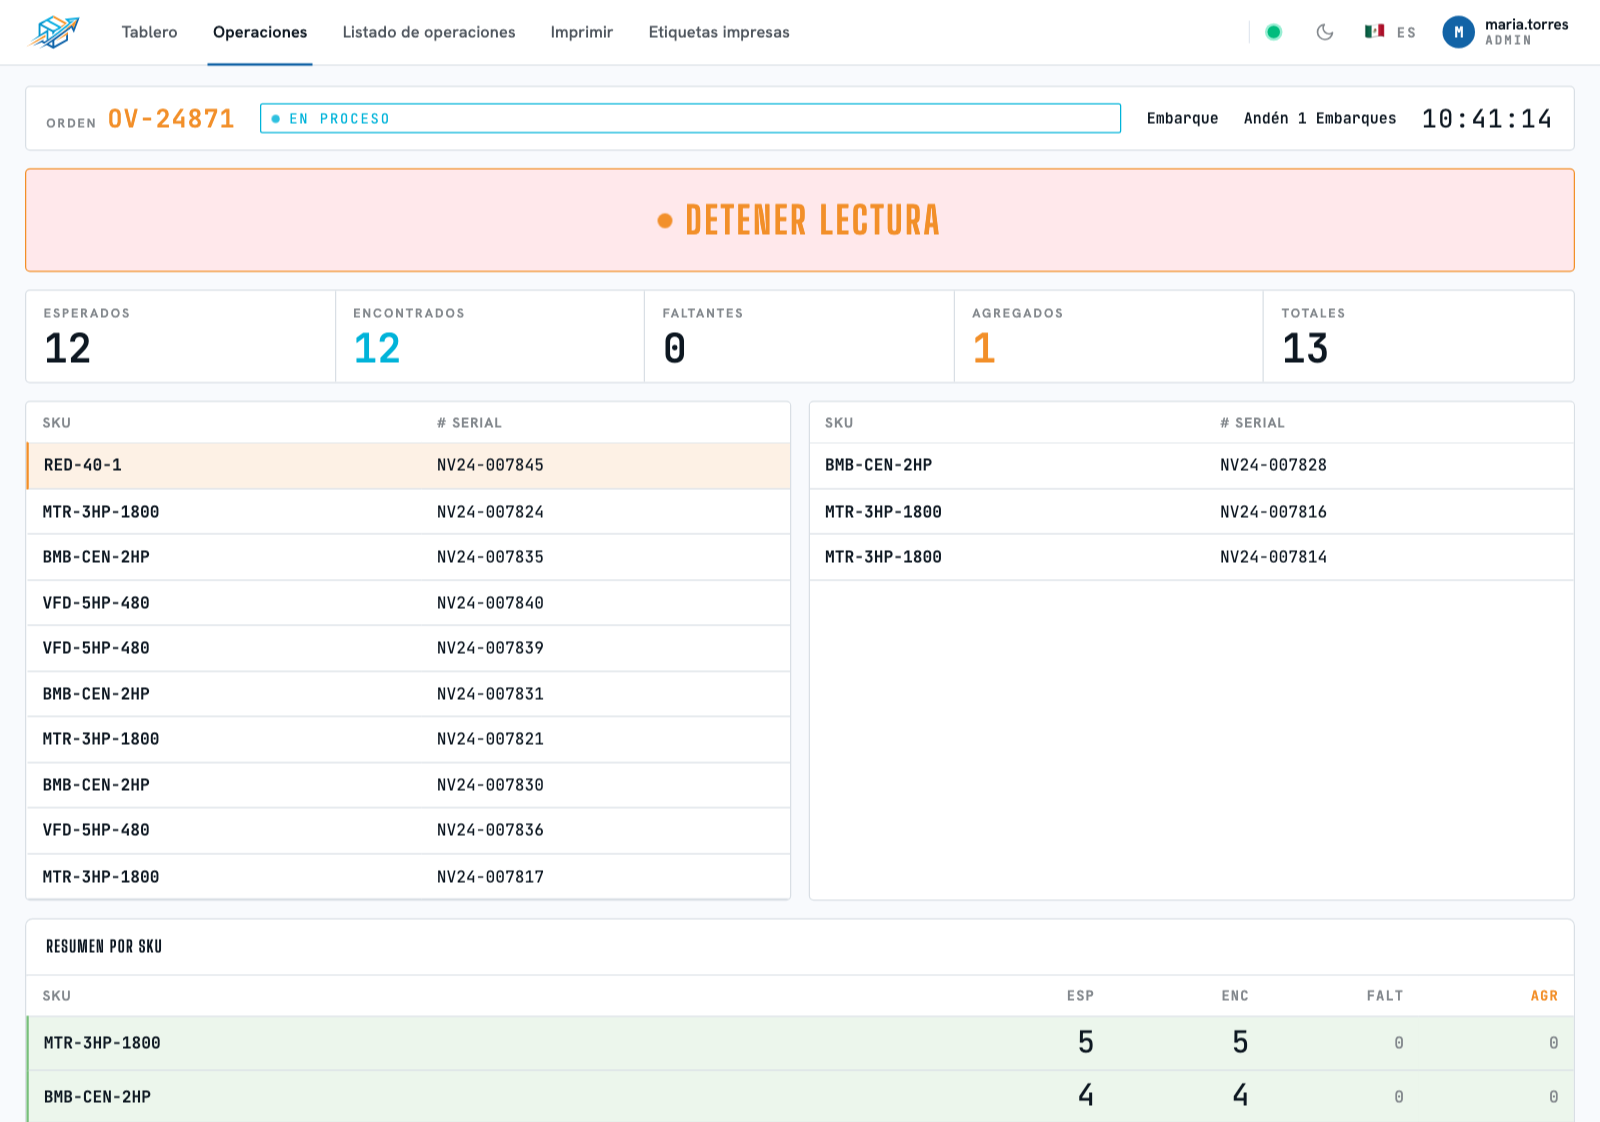 Tablero Operaciones Listado de operaciones Imprimir Etiquetas impresas ES M maria.torres
ADMIN
ORDEN OV-24871 EN PROCESO Embarque Andén 1 Embarques 10:41:14
DETENER LECTURA
ESPERADOS ENCONTRADOS FALTANTES AGREGADOS TOTALES
12 12 0 1 13
SKU # SERIAL
RED-40-1 NV24-007845
MTR-3HP-1800 NV24-007824
BMB-CEN-2HP NV24-007835
VFD-5HP-480 NV24-007840
VFD-5HP-480 NV24-007839
BMB-CEN-2HP NV24-007831
MTR-3HP-1800 NV24-007821
BMB-CEN-2HP NV24-007830
VFD-5HP-480 NV24-007836
MTR-3HP-1800 NV24-007817
SKU # SERIAL
BMB-CEN-2HP NV24-007828
MTR-3HP-1800 NV24-007816
MTR-3HP-1800 NV24-007814
RESUMEN POR SKU
SKU ESP ENC FALT AGR
MTR-3HP-1800 5 5 0 0
BMB-CEN-2HP 4 4 0 0